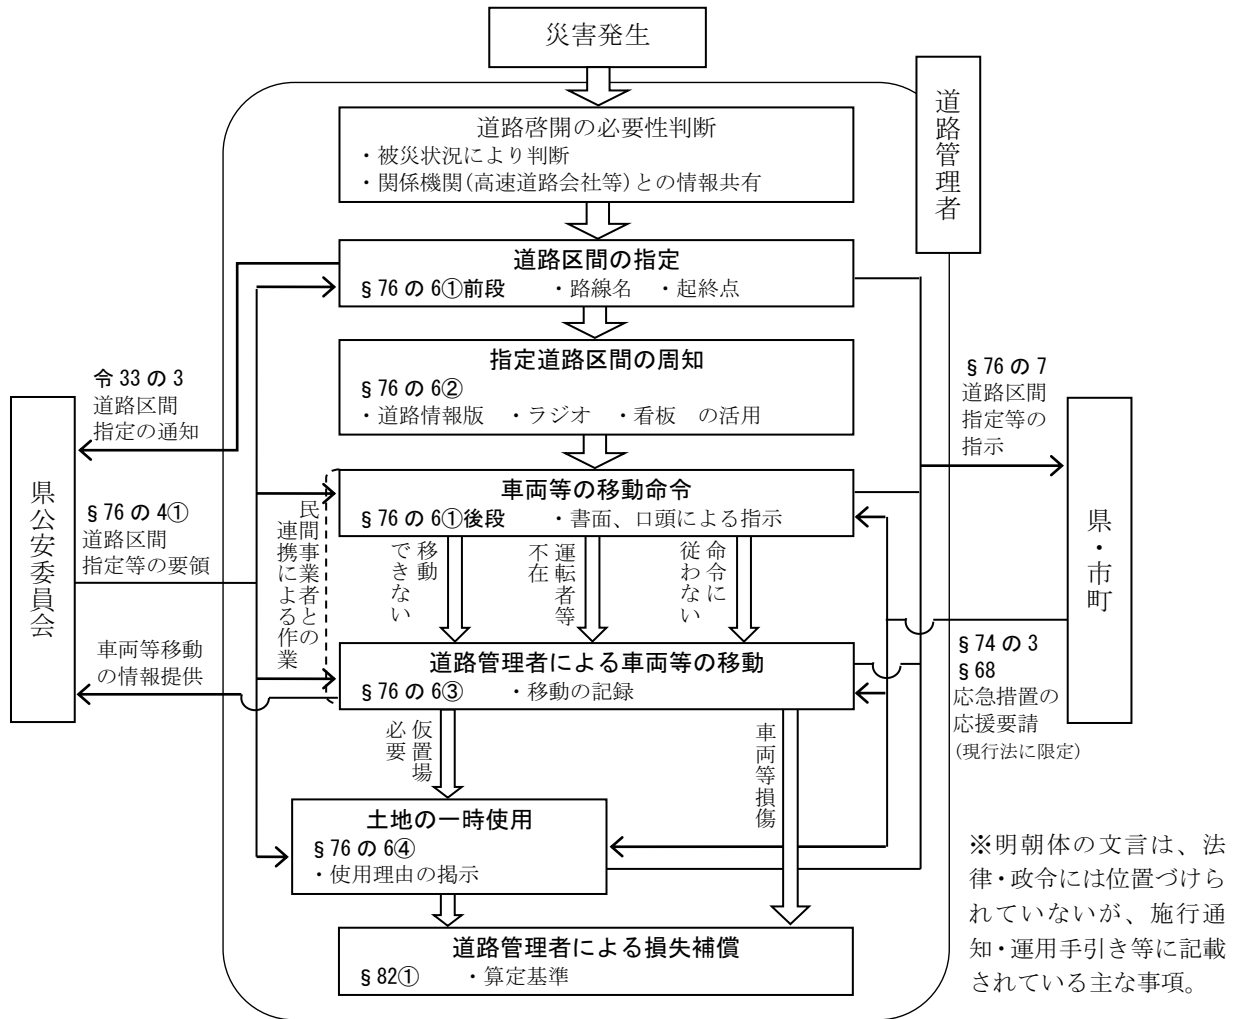 災害発生
道路管理者
道路啓開の必要性判断
・被災状況により判断
・関係機関(高速道路会社等)との情報共有
道路区間の指定
§76の6①前段　・路線名　・起終点
指定道路区間の周知
§76の6②
・道路情報版　・ラジオ　・看板　の活用
令33の3
道路区間
指定の通知
§76の7
道路区間
指定等の
指示
県公安委員会
県・市町
車両等の移動命令
§76の6①後段　・書面、口頭による指示
§76の4①
道路区間
指定等の要領
民間事業者との
連携による作業
移動
できない
運転者等
不在
命令に
従わない
車両等移動
の情報提供
道路管理者による車両等の移動
§76の6③　・移動の記録
§74の3
§68
応急措置の
応援要請
(現行法に限定)
仮置場
必要
車両等損傷
土地の一時使用
§76の6④
・使用理由の掲示
道路管理者による損失補償
§82①　・算定基準
※明朝体の文言は、法
律・政令には位置づけら
れていないが、施行通
知・運用手引き等に記載
されている主な事項。